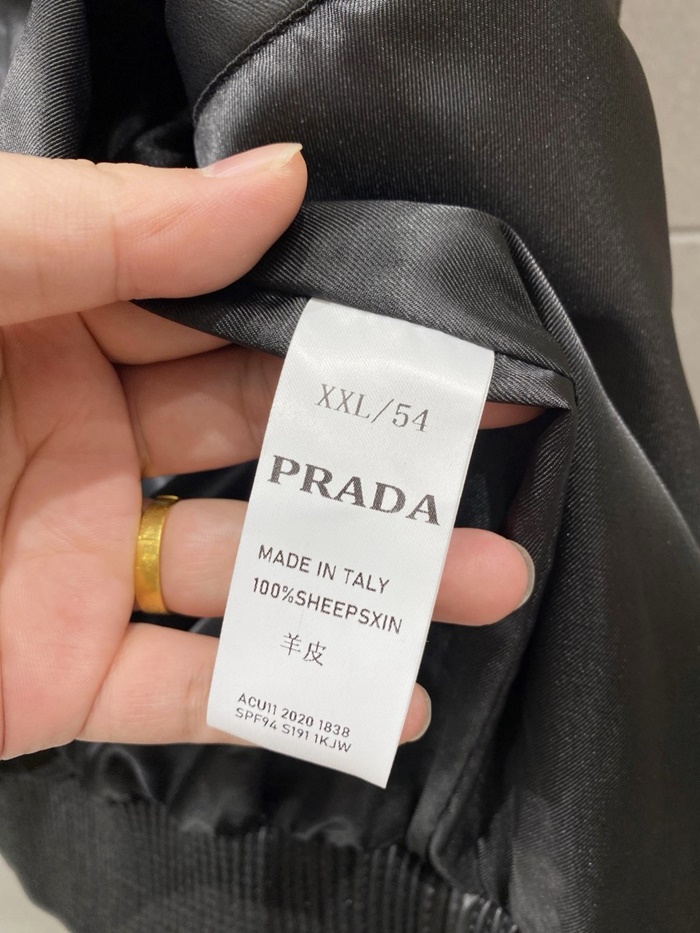 XXL/54
PRADA
MADE IN TALY
100%SHEEPSXIN
羊皮
ACU11 2020 1838
SPF94 S191 1KJW